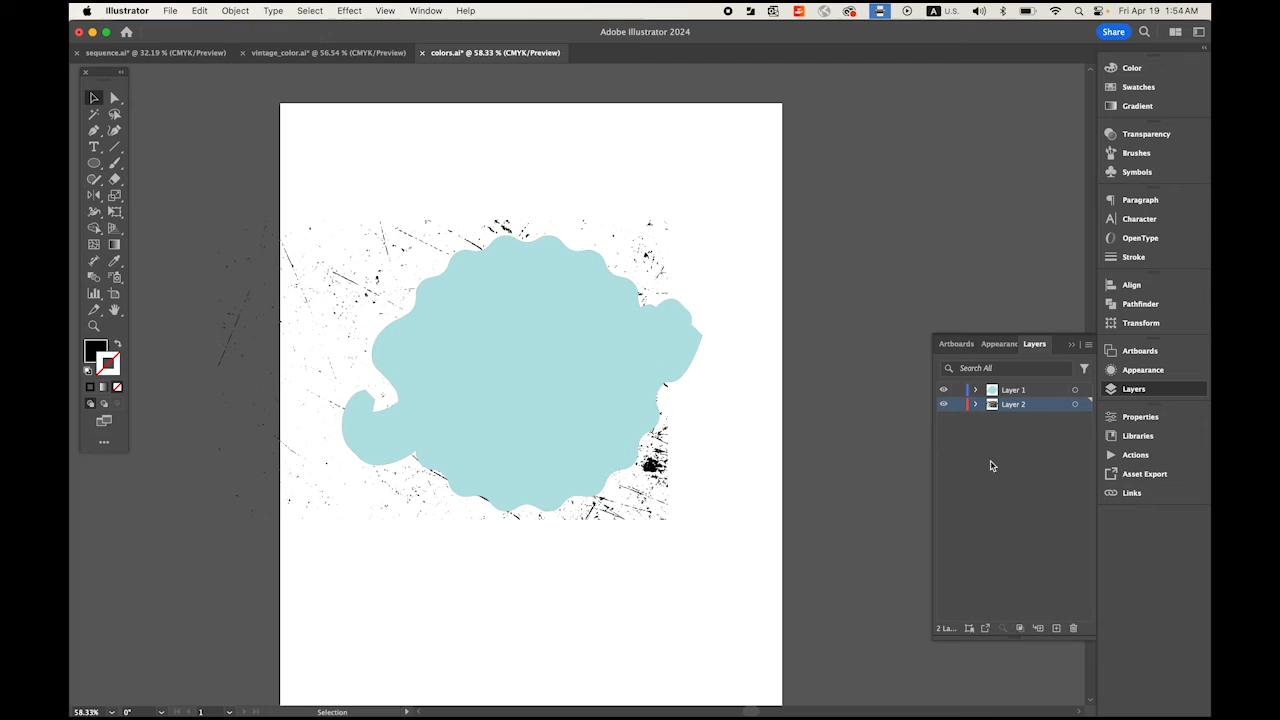 Illustrator File Edit Object Type Select Effect View Window Help U.S. Fri Apr 19 1:54AM
Adobe Illustrator 2024
Share
sequence.ai* @ 32.19 % (CMYK/Preview)
vintage_color.ai* @ 56.54 % (CMYK/Preview)
colors.ai* @ 58.33 % (CMYK/Preview)
Color
Swatches
Gradient
Transparency
Brushes
Symbols
Paragraph
Character
OpenType
Stroke
Align
Pathfinder
Transform
Artboards
Appearance
Layers
Properties
Libraries
Actions
Asset Export
Links
Artboards Appearanc Layers
Search All
Layer 1
Layer 2
2 La...
58.33% 0° 1 Selection